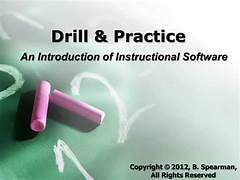 Drill & Practice
An Introduction of Instructional Software
Copyright © 2012, B. Spearman,
All Rights Reserved